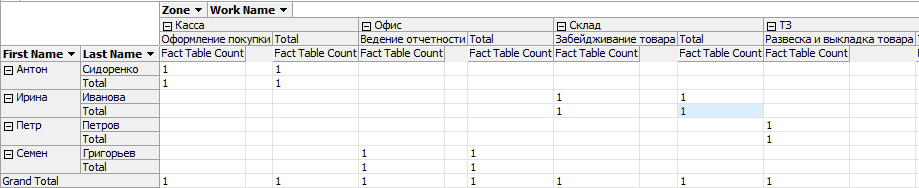 Zone Work Name
Касса Офис Склад ТЗ
Оформление покупки Total Ведение отчетности Total Забейдживание товара Total Развеска и выкладка товара
First Name Last Name Fact Table Count Fact Table Count Fact Table Count Fact Table Count Fact Table Count Fact Table Count Fact Table Count
Антон Сидоренко 1 1
Total 1 1
Ирина Иванова 1 1
Total 1 1
Петр Петров 1
Total 1
Семен Григорьев 1 1
Total 1 1
Grand Total 1 1 1 1 1 1 1